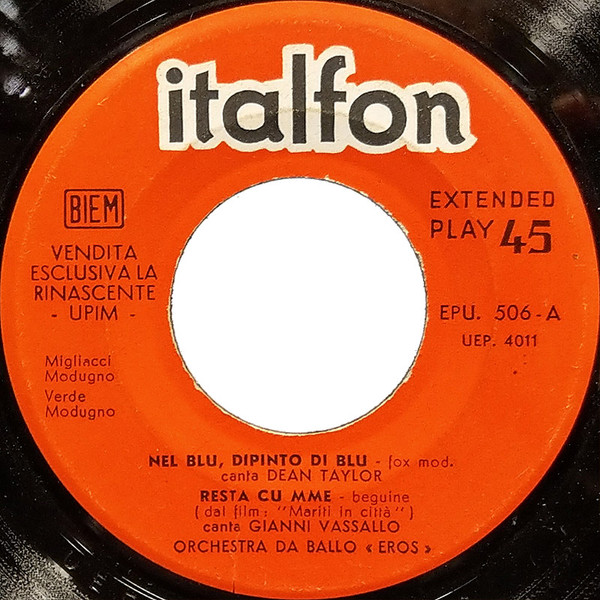 italfon
BIEM
VENDITA
ESCLUSIVA LA
RINASCENTE
- UPIM -
EXTENDED
PLAY 45
EPU. 506-A
UEP. 4011
Migliacci
Modugno
Verde
Modugno
NEL BLU, DIPINTO DI BLU - fox mod.
canta DEAN TAYLOR
RESTA CU MME - beguine
( dal film: "Mariti in città" )
canta GIANNI VASSALLO
ORCHESTRA DA BALLO « EROS »